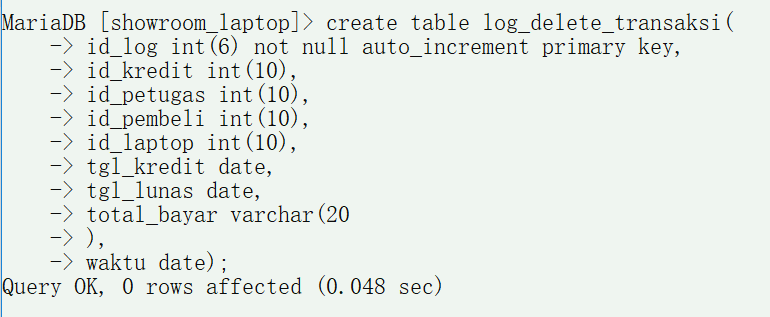 MariaDB [showroom_laptop]> create table log_delete_transaksi(
    -> id_log int(6) not null auto_increment primary key,
    -> id_kredit int(10),
    -> id_petugas int(10),
    -> id_pembeli int(10),
    -> id_laptop int(10),
    -> tgl_kredit date,
    -> tgl_lunas date,
    -> total_bayar varchar(20
    -> ),
    -> waktu date);
Query OK, 0 rows affected (0.048 sec)